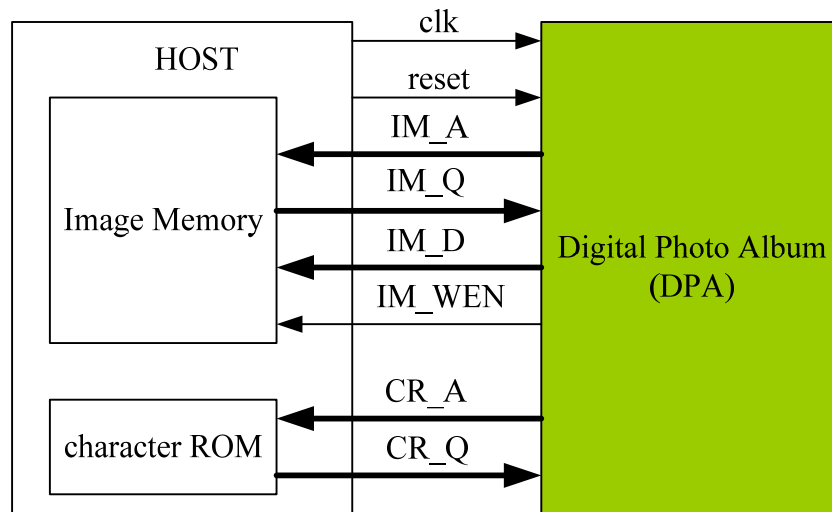 HOST
clk
reset
IM_A
IM_Q
Image Memory
IM_D
IM_WEN
Digital Photo Album
(DPA)
CR_A
character ROM
CR_Q